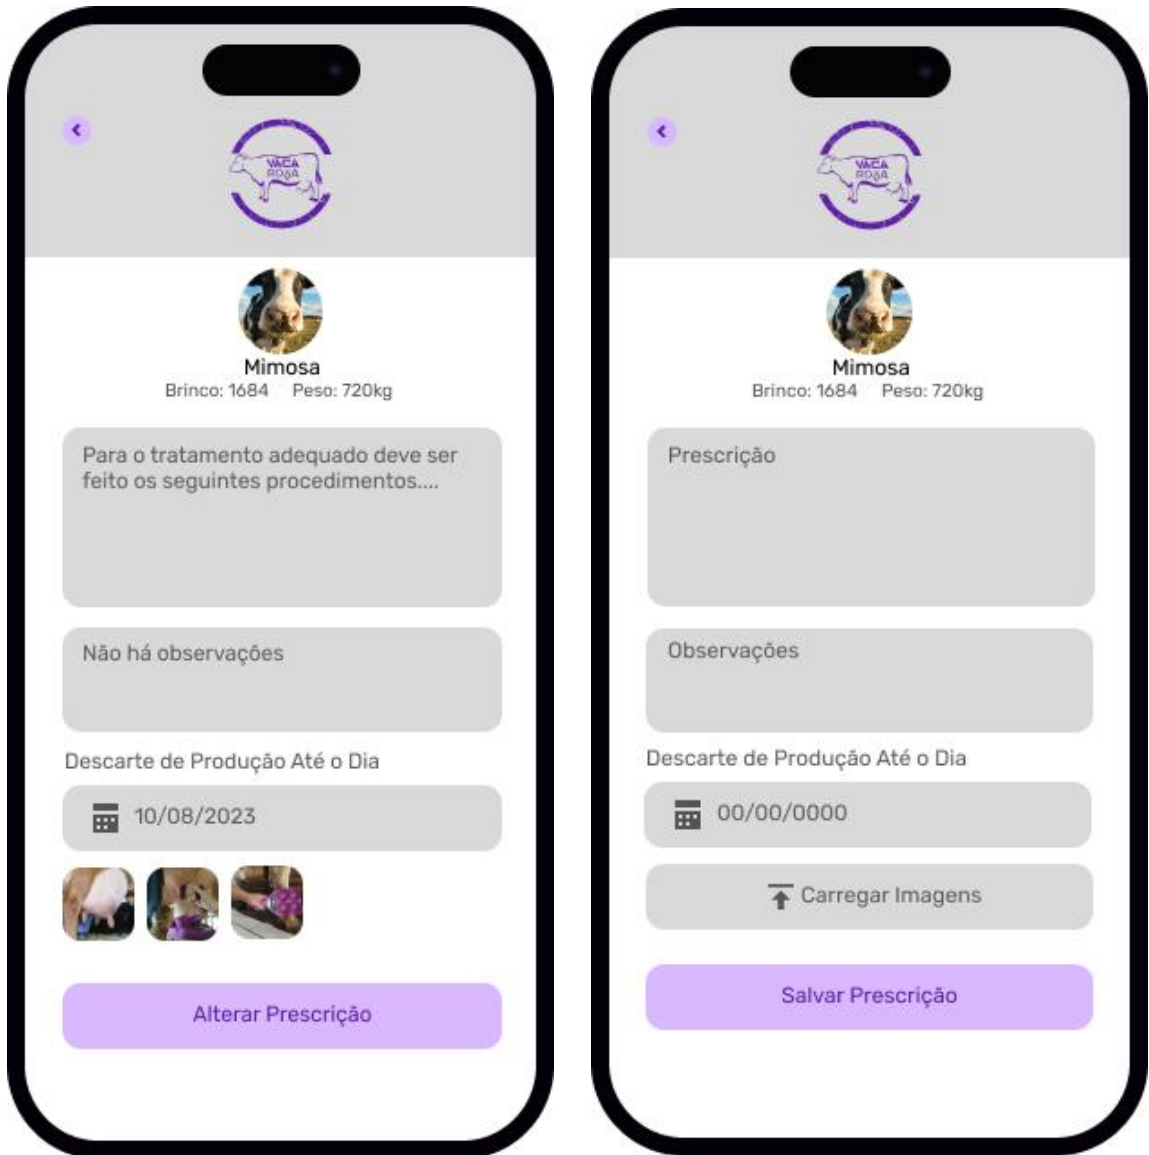 VACA
ROSA
Mimosa
Brinco: 1684 Peso: 720kg
Para o tratamento adequado deve ser
feito os seguintes procedimentos....
Não há observações
Descarte de Produção Até o Dia
10/08/2023
Alterar Prescrição
VACA
ROSA
Mimosa
Brinco: 1684 Peso: 720kg
Prescrição
Observações
Descarte de Produção Até o Dia
00/00/0000
Carregar Imagens
Salvar Prescrição